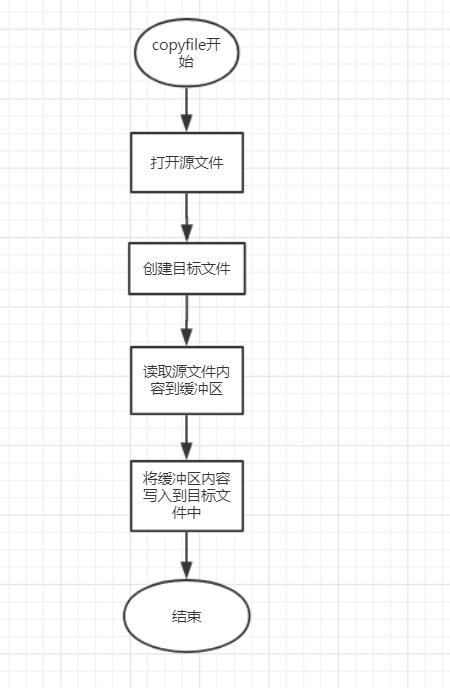 copyfile开
始
打开源文件
创建目标文件
读取源文件内
容到缓冲区
将缓冲区内容
写入到目标文
件中
结束